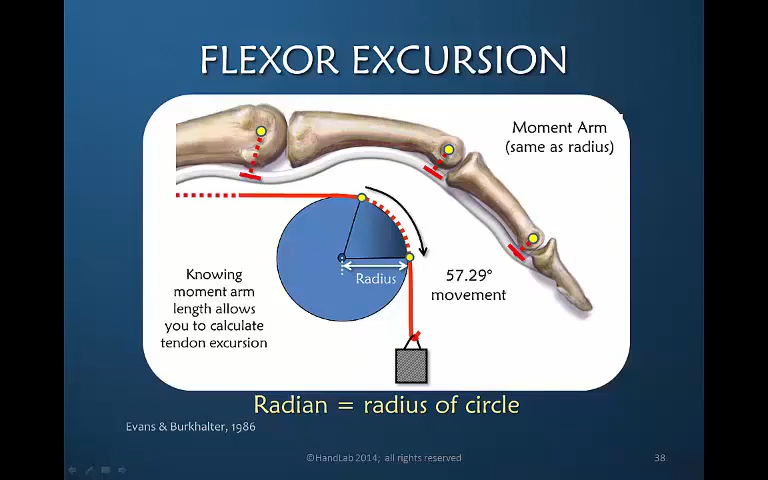 FLEXOR EXCURSION
Moment Arm
(same as radius)
Knowing
moment arm
length allows
you to calculate
tendon excursion
Radius
57.29°
movement
Radian = radius of circle
Evans & Burkhalter, 1986
©HandLab 2014; all rights reserved
38